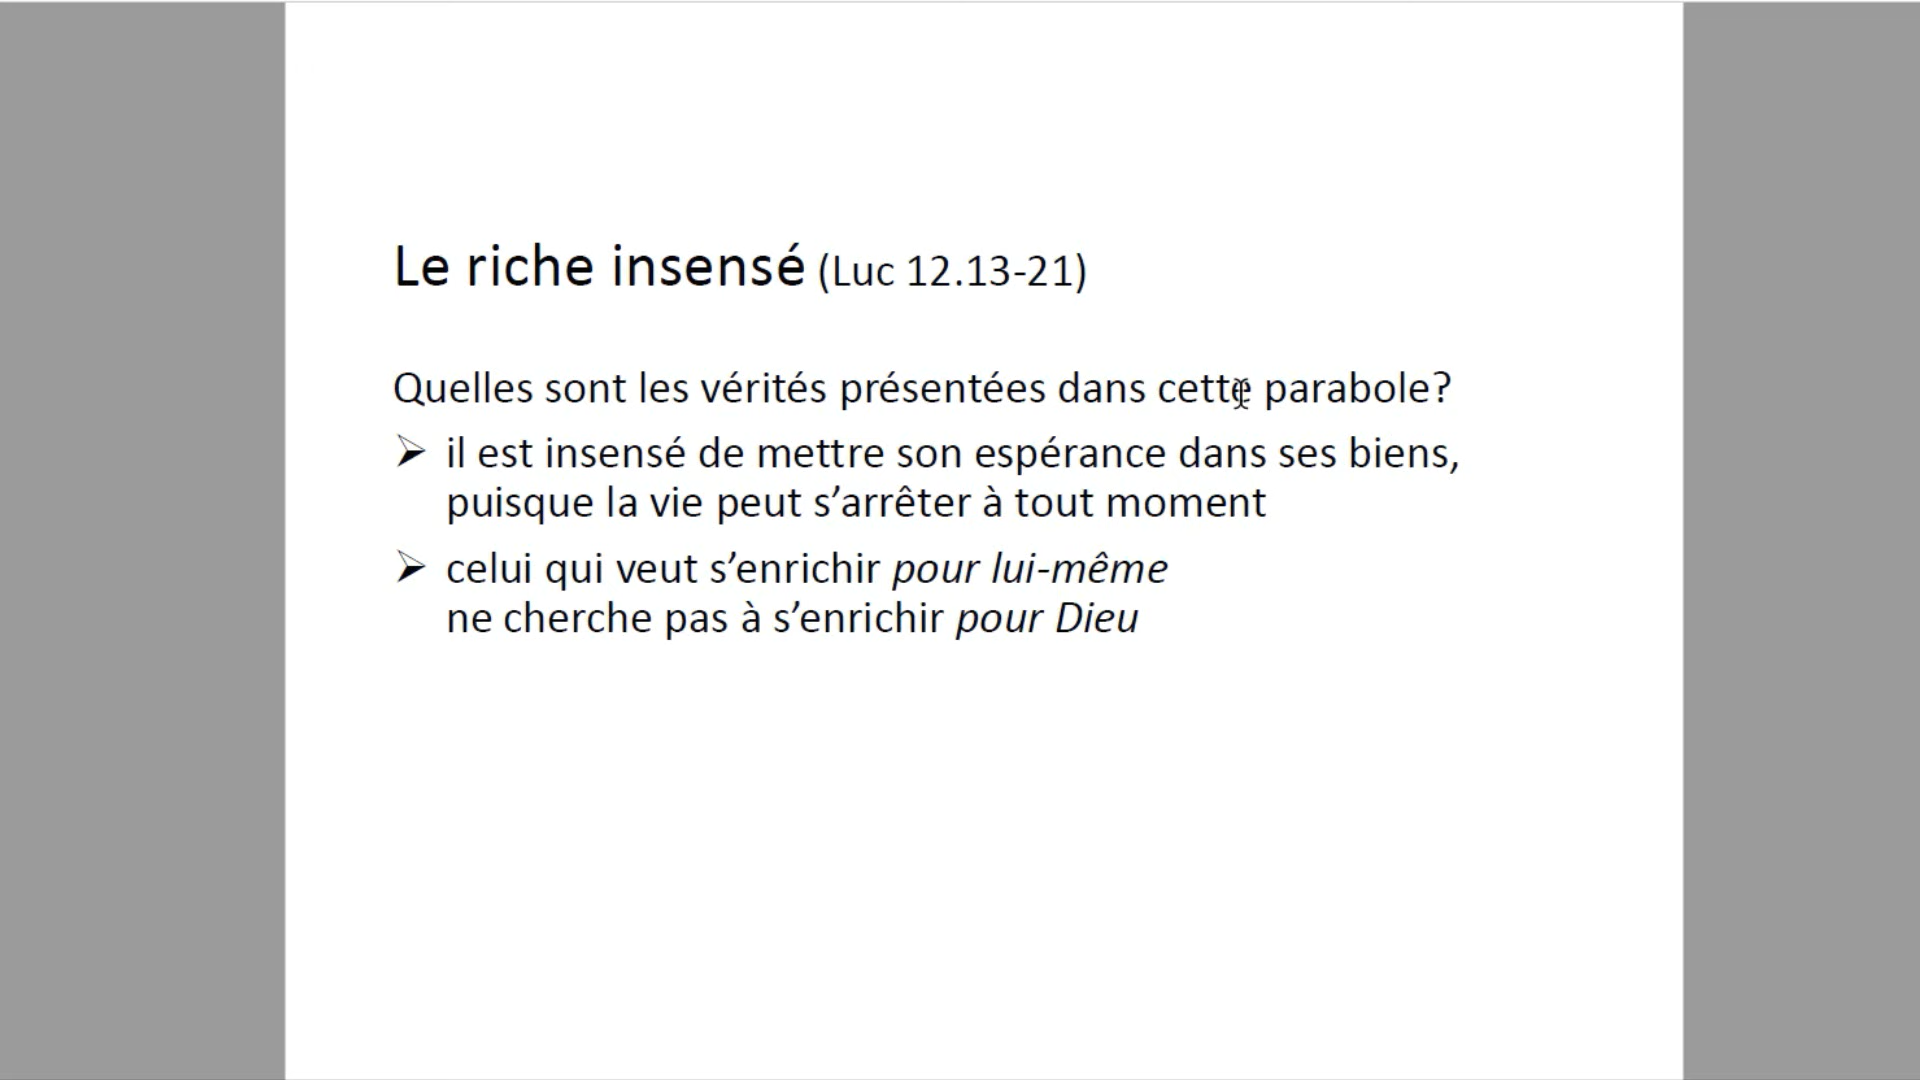 Le riche insensé (Luc 12.13-21)
Quelles sont les vérités présentées dans cette parabole?
➢ il est insensé de mettre son espérance dans ses biens,
puisque la vie peut s’arrêter à tout moment
➢ celui qui veut s’enrichir pour lui-même
ne cherche pas à s’enrichir pour Dieu